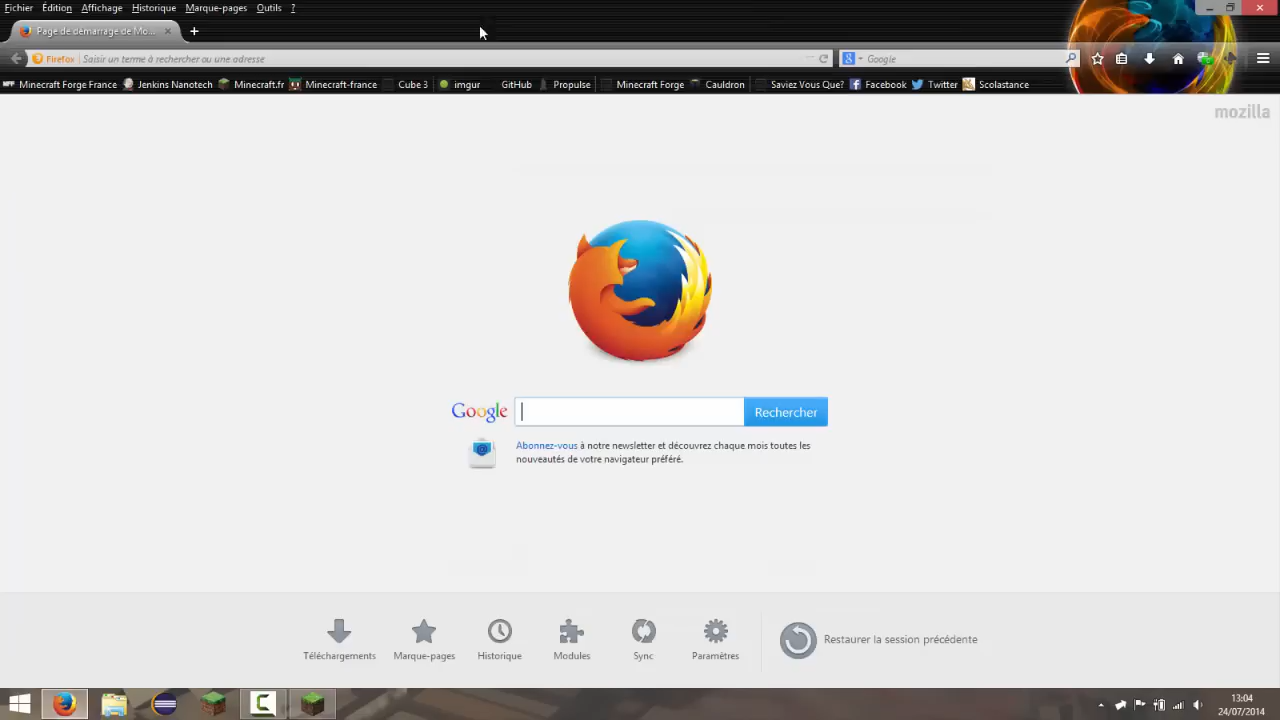 Fichier Édition Affichage Historique Marque-pages Outils ?
Page de démarrage de Mo...
Firefox Saisir un terme à rechercher ou une adresse
Google
Minecraft Forge France Jenkins Nanotech Minecraft.fr Minecraft-france Cube 3 imgur GitHub Propulse Minecraft Forge Cauldron Saviez Vous Que? Facebook Twitter Scolastance
mozilla
Google Rechercher
Abonnez-vous à notre newsletter et découvrez chaque mois toutes les
nouveautés de votre navigateur préféré.
Téléchargements Marque-pages Historique Modules Sync Paramètres Restaurer la session précédente
13:04
24/07/2014